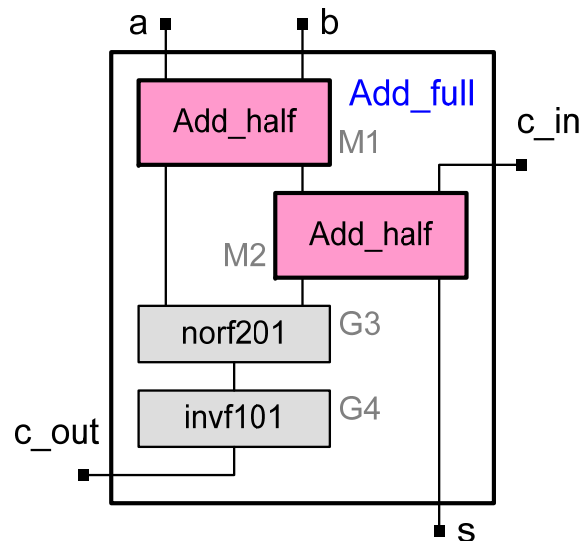 a
b
Add_full
Add_half
M1
c_in
Add_half
M2
norf201
G3
invf101
G4
c_out
s